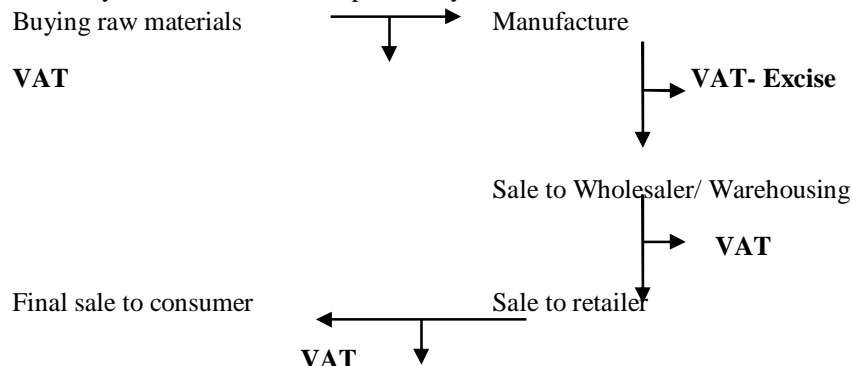 Buying raw materials Manufacture
VAT
VAT- Excise
Sale to Wholesaler/ Warehousing
VAT
Final sale to consumer Sale to retailer
VAT